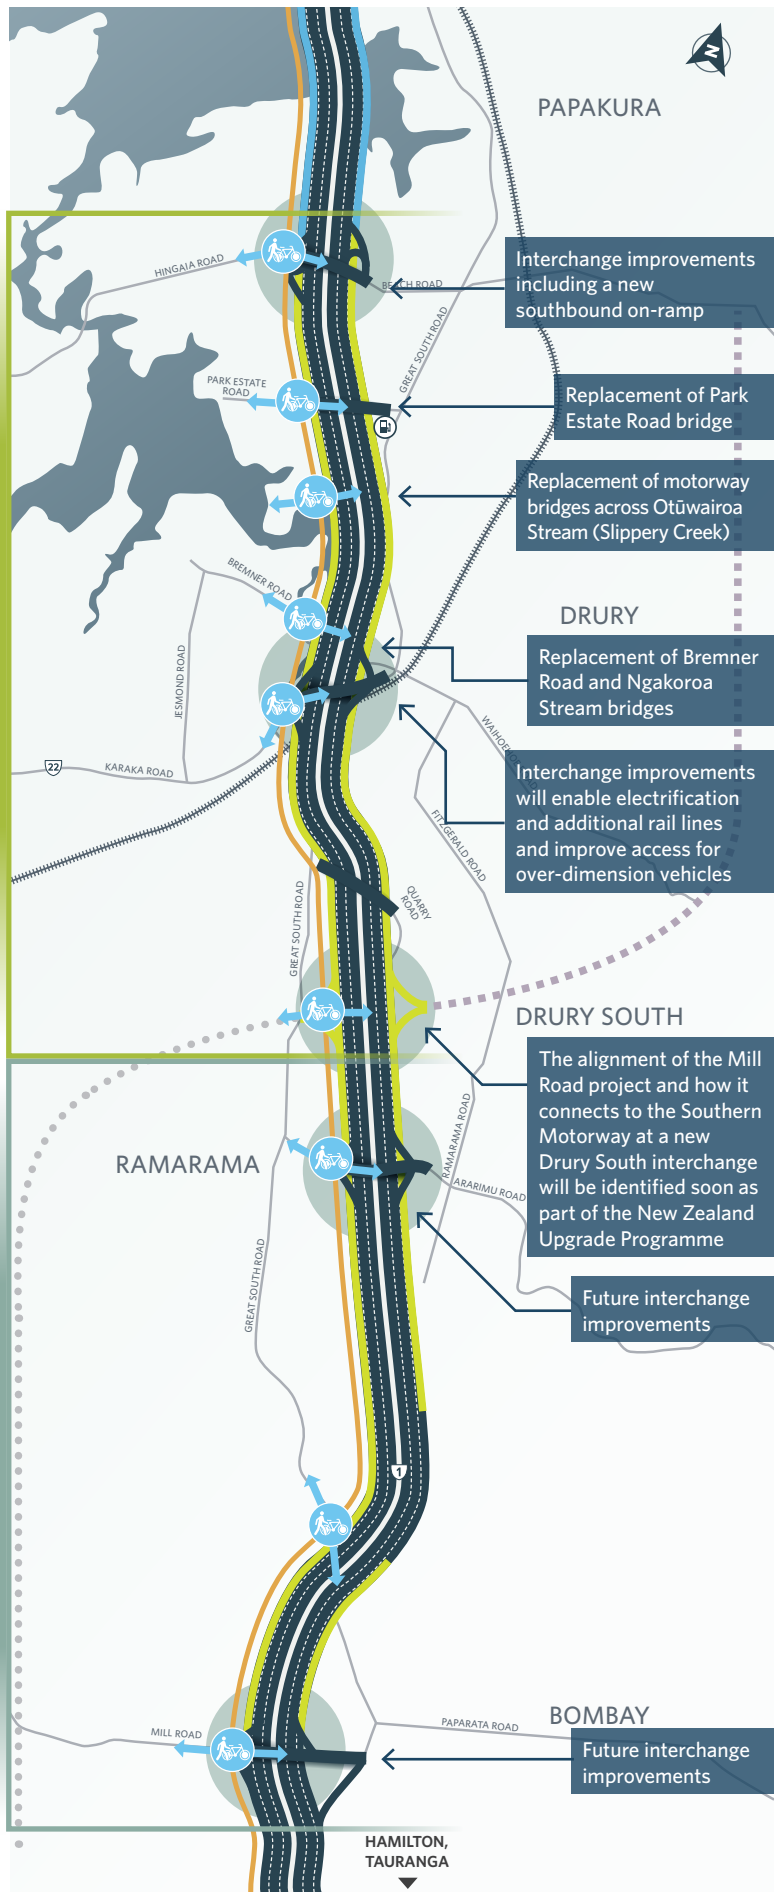 N
PAPAKURA
HINGAIA ROAD
BEACH ROAD
Interchange improvements
including a new
southbound on-ramp
GREAT SOUTH ROAD
PARK ESTATE
ROAD
Replacement of Park
Estate Road bridge
Replacement of motorway
bridges across Otūwairoa
Stream (Slippery Creek)
BREMNER ROAD
DRURY
JESMOND ROAD
Replacement of Bremner
Road and Ngakoroa
Stream bridges
22
KARAKA ROAD
Interchange improvements
will enable electrification
and additional rail lines
and improve access for
over-dimension vehicles
FITZGERALD ROAD
QUARRY
ROAD
GREAT SOUTH ROAD
DRURY SOUTH
The alignment of the Mill
Road project and how it
connects to the Southern
Motorway at a new
Drury South interchange
will be identified soon as
part of the New Zealand
Upgrade Programme
RAMARAMA ROAD
RAMARAMA
ARARIMU ROAD
GREAT SOUTH ROAD
Future interchange
improvements
1
BOMBAY
MILL ROAD
PAPARATA ROAD
Future interchange
improvements
HAMILTON,
TAURANGA